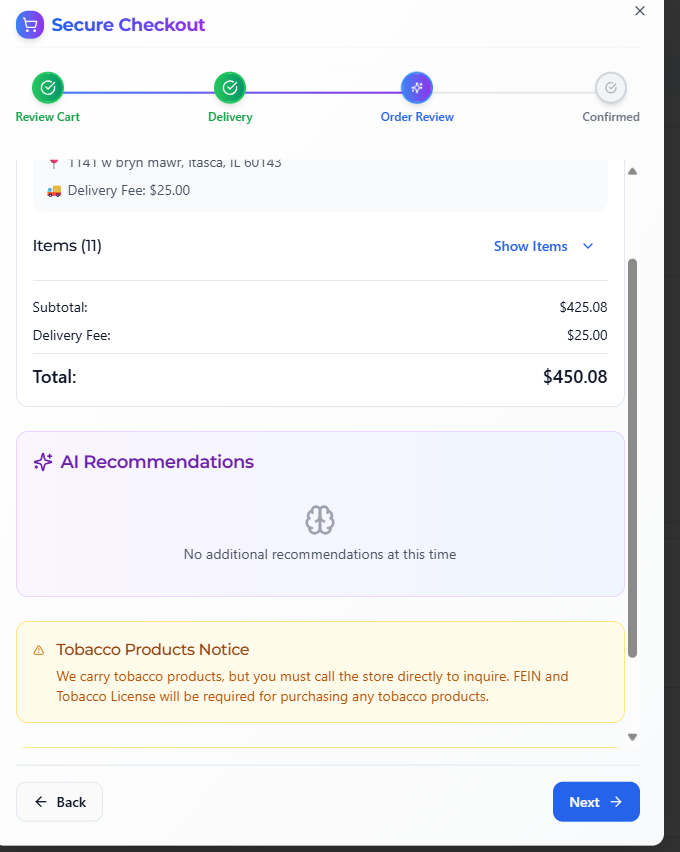 Secure Checkout
Review Cart
Delivery
Order Review
Confirmed
1141 w bryn mawr, Itasca, IL 60143
Delivery Fee: $25.00
Items (11)
Show Items
Subtotal:
$425.08
Delivery Fee:
$25.00
Total:
$450.08
AI Recommendations
No additional recommendations at this time
Tobacco Products Notice
We carry tobacco products, but you must call the store directly to inquire. FEIN and
Tobacco License will be required for purchasing any tobacco products.
Back
Next